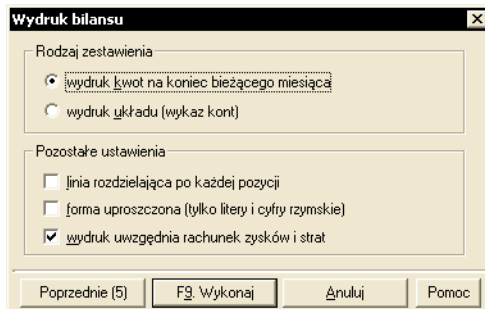 Wydruk bilansu
Rodzaj zestawienia
wydruk kwot na koniec bieżącego miesiąca
wydruk układu (wykaz kont)
Pozostałe ustawienia
linia rozdzielająca po każdej pozycji
forma uproszczona (tylko litery i cyfry rzymskie)
wydruk uwzgędnia rachunek zysków i strat
Poprzednie (5) F9. Wykonaj Anuluj Pomoc